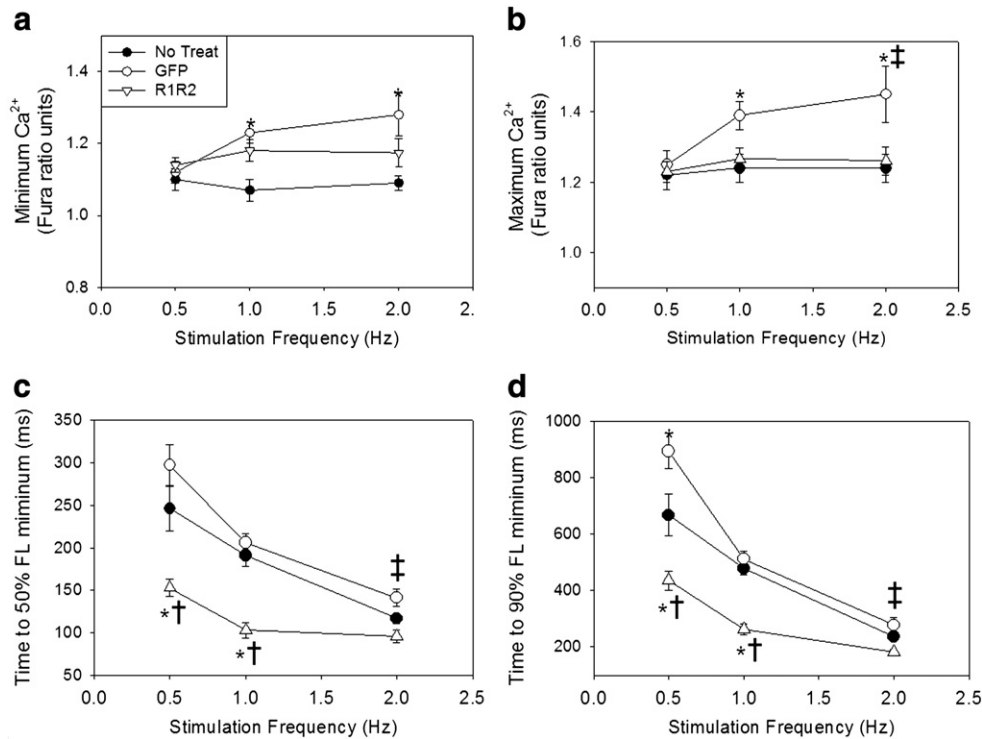 a
No Treat
GFP
R1R2
Minimum Ca2+
(Fura ratio units)
1.4
1.2
1.0
0.8
* *
0.0 0.5 1.0 1.5 2.0 2.
Stimulation Frequency (Hz)
b
Maximum Ca2+
(Fura ratio units)
1.6
1.4
1.2
1.0
* *‡
0.0 0.5 1.0 1.5 2.0 2.5
Stimulation Frequency (Hz)
c
Time to 50% FL miminum (ms)
350
300
250
200
150
100
50
*† *† ‡
0.0 0.5 1.0 1.5 2.0 2.5
Stimulation Frequency (Hz)
d
Time to 90% FL miminum (ms)
1000
800
600
400
200
* *† *† ‡
0.0 0.5 1.0 1.5 2.0 2.5
Stimulation Frequency (Hz)